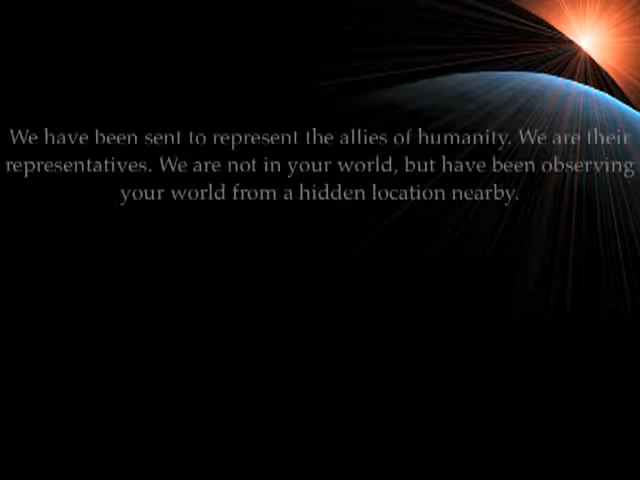 We have been sent to represent the allies of humanity. We are their
representatives. We are not in your world, but have been observing
your world from a hidden location nearby.